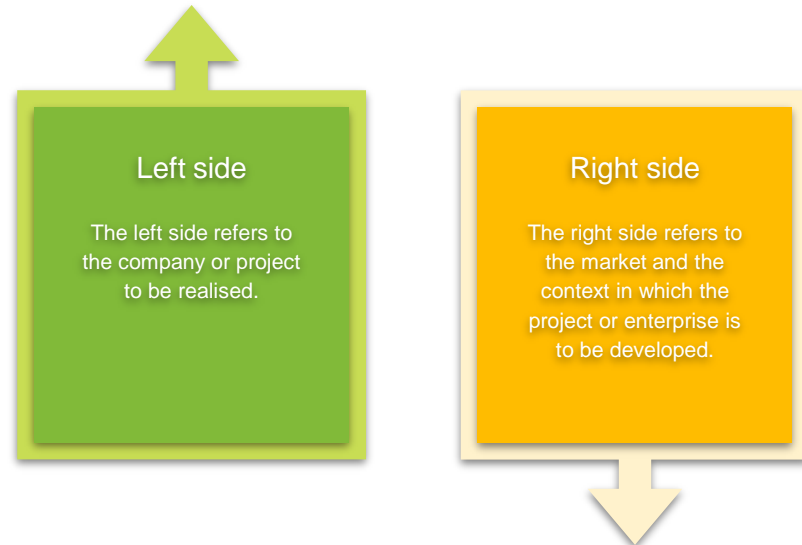 Left side
The left side refers to
the company or project
to be realised.
Right side
The right side refers to
the market and the
context in which the
project or enterprise is
to be developed.